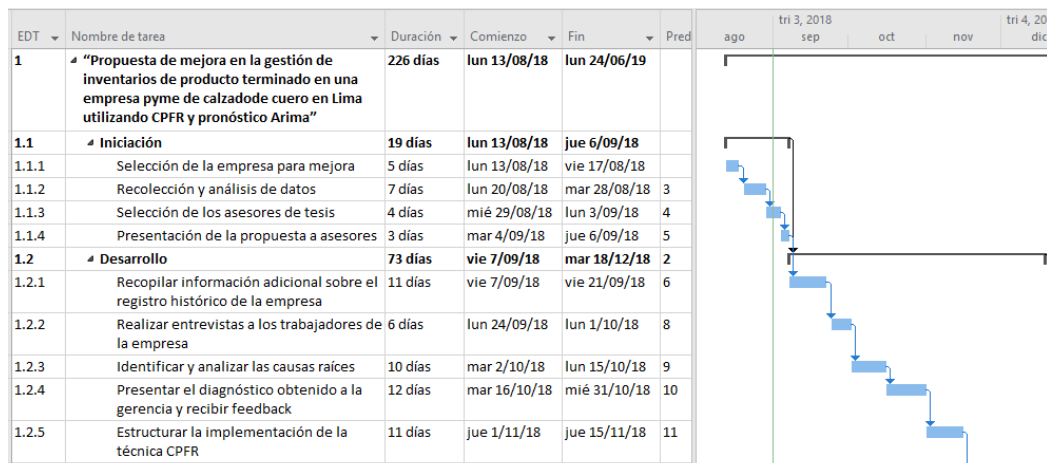 tri 3, 2018 tri 4, 20
EDT Nombre de tarea Duración Comienzo Fin Pred ago sep oct nov dic
1 “Propuesta de mejora en la gestión de 226 días lun 13/08/18 lun 24/06/19
inventarios de producto terminado en una
empresa pyme de calzadode cuero en Lima
utilizando CPFR y pronóstico Arima”
1.1 Iniciación 19 días lun 13/08/18 jue 6/09/18
1.1.1 Selección de la empresa para mejora 5 días lun 13/08/18 vie 17/08/18
1.1.2 Recolección y análisis de datos 7 días lun 20/08/18 mar 28/08/18 3
1.1.3 Selección de los asesores de tesis 4 días mié 29/08/18 lun 3/09/18 4
1.1.4 Presentación de la propuesta a asesores 3 días mar 4/09/18 jue 6/09/18 5
1.2 Desarrollo 73 días vie 7/09/18 mar 18/12/18 2
1.2.1 Recopilar información adicional sobre el 11 días vie 7/09/18 vie 21/09/18 6
registro histórico de la empresa
1.2.2 Realizar entrevistas a los trabajadores de 6 días lun 24/09/18 lun 1/10/18 8
la empresa
1.2.3 Identificar y analizar las causas raíces 10 días mar 2/10/18 lun 15/10/18 9
1.2.4 Presentar el diagnóstico obtenido a la 12 días mar 16/10/18 mié 31/10/18 10
gerencia y recibir feedback
1.2.5 Estructurar la implementación de la 11 días jue 1/11/18 jue 15/11/18 11
técnica CPFR